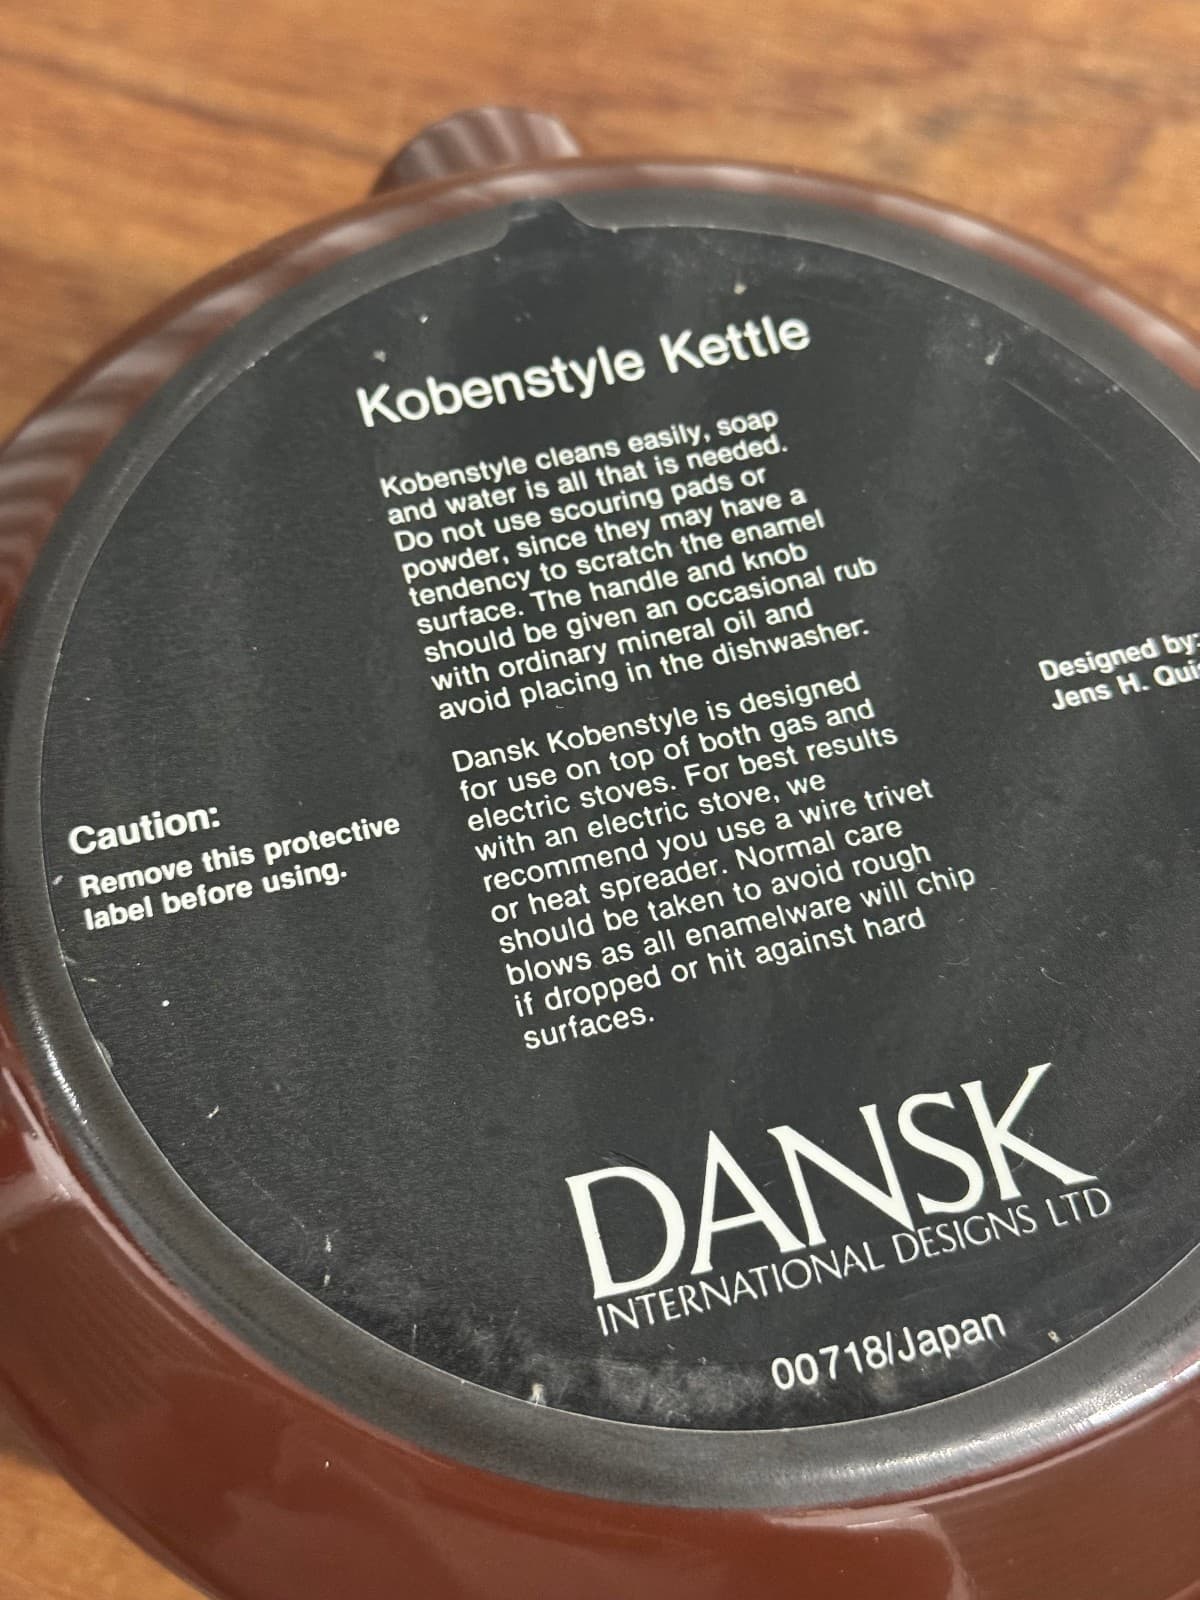 Kobenstyle Kettle
Kobenstyle cleans easily, soap
and water is all that is needed.
Do not use scouring pads or
powder, since they may have a
tendency to scratch the enamel
surface. The handle and knob
should be given an occasional rub
with ordinary mineral oil and
avoid placing in the dishwasher.
Dansk Kobenstyle is designed
for use on top of both gas and
electric stoves. For best results
with an electric stove, we
recommend you use a wire trivet
or heat spreader. Normal care
should be taken to avoid rough
blows as all enamelware will chip
if dropped or hit against hard
surfaces.
Caution:
Remove this protective
label before using.
Designed by:
Jens H.
DANSK
INTERNATIONAL DESIGNS LTD
00718/Japan